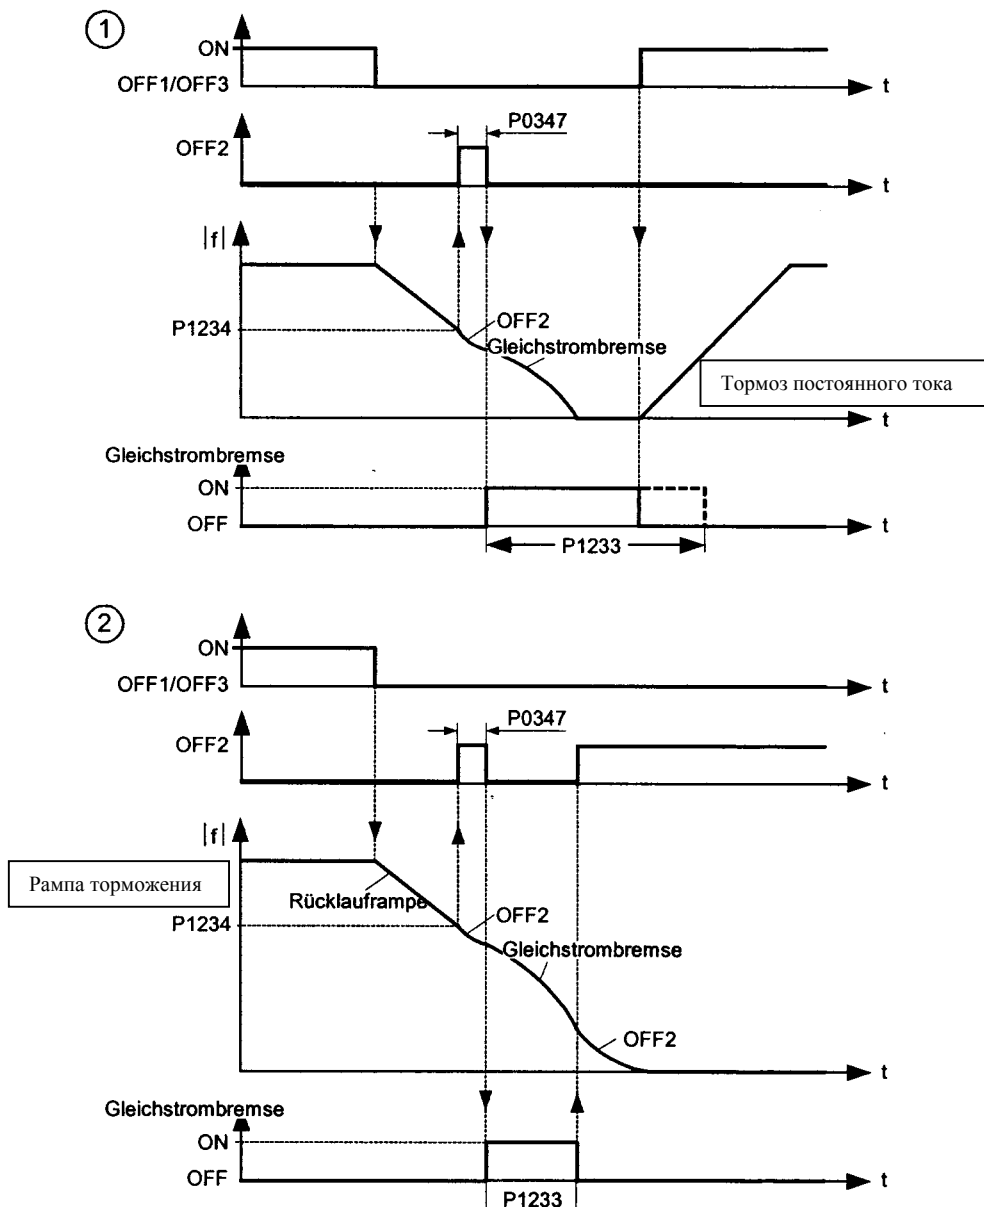 1
ON
OFF1/OFF3
t
P0347
OFF2
t
|f|
P1234
OFF2
Gleichstrombremse
Тормоз постоянного тока
t
Gleichstrombremse
ON
OFF
t
P1233
2
ON
OFF1/OFF3
t
P0347
OFF2
t
|f|
Рампа торможения
Rücklauframpe
P1234
OFF2
Gleichstrombremse
OFF2
t
Gleichstrombremse
ON
OFF
t
P1233